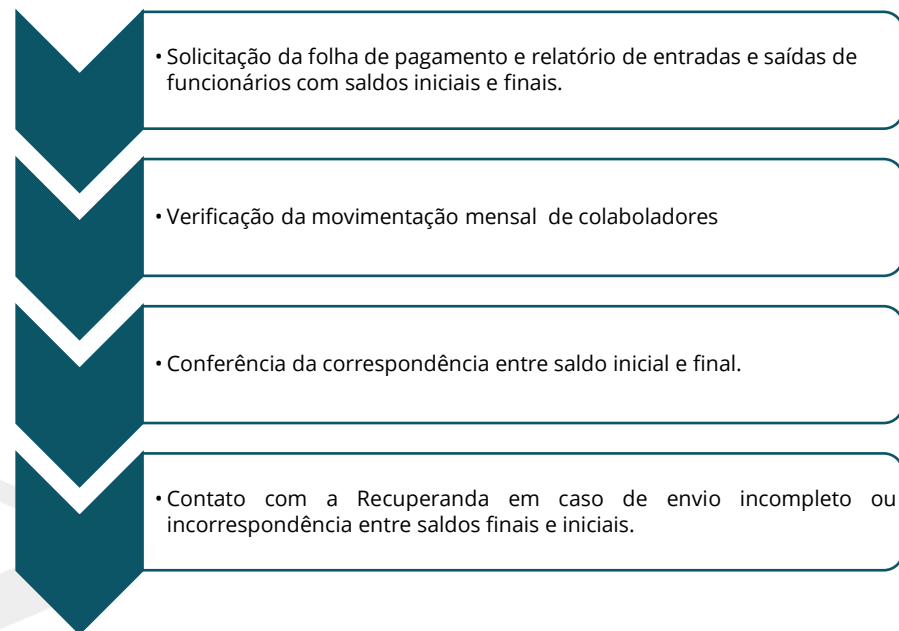 • Solicitação da folha de pagamento e relatório de entradas e saídas de
funcionários com saldos iniciais e finais.
• Verificação da movimentação mensal de colaboladores
• Conferência da correspondência entre saldo inicial e final.
• Contato com a Recuperanda em caso de envio incompleto ou
incorrespondência entre saldos finais e iniciais.